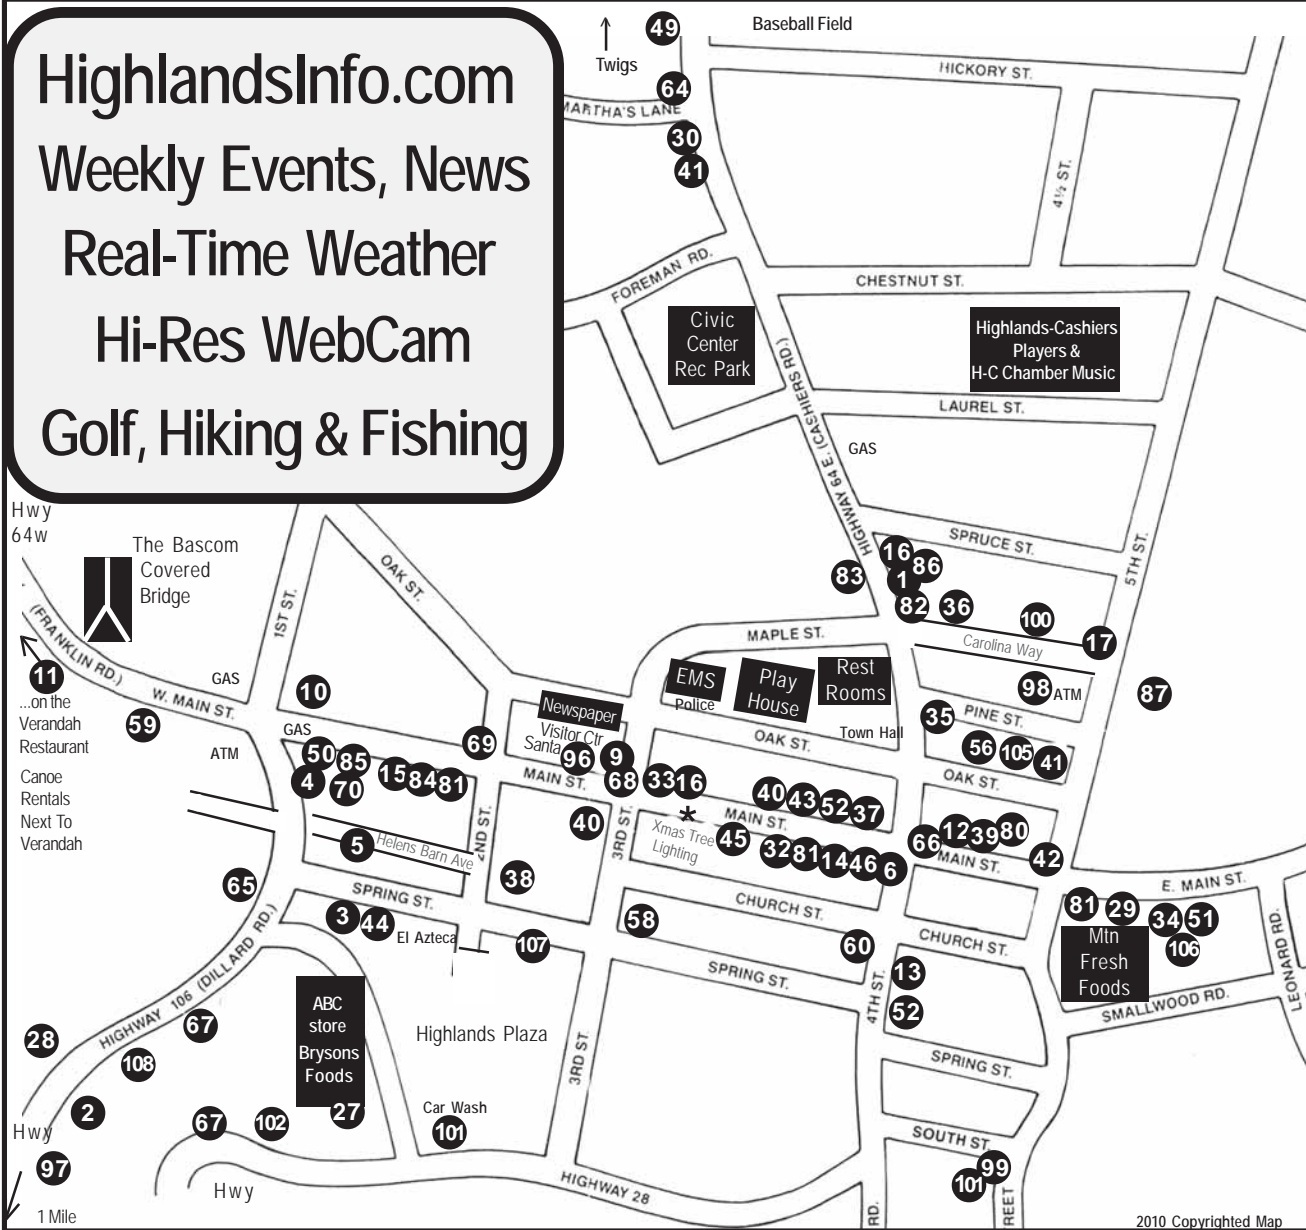 HighlandsInfo.com
Weekly Events, News
Real-Time Weather
Hi-Res WebCam
Golf, Hiking & Fishing
49
Baseball Field
Twigs
HICKORY ST.
64
MARTHA'S LANE
30
41
4½ ST.
FOREMAN RD.
CHESTNUT ST.
Civic
Center
Rec Park
Highlands-Cashiers
Players &
H-C Chamber Music
HIGHWAY 64 E. (CASHIERS RD.)
LAUREL ST.
GAS
SPRUCE ST.
5TH ST.
Hwy
64w
The Bascom
Covered
Bridge
OAK ST.
1ST ST.
83
16
86
1
82
36
100
17
Carolina Way
MAPLE ST.
(FRANKLIN RD.)
11
...on the
Verandah
Restaurant
Canoe
Rentals
Next To
Verandah
W. MAIN ST.
GAS
59
ATM
10
GAS
EMS
Police
Play
House
Rest
Rooms
Town Hall
98
ATM
87
35
PINE ST.
Newspaper
Visitor Ctr
Santa
96
9
68
69
OAK ST.
56
105
41
OAK ST.
50
85
4
70
15
84
81
MAIN ST.
33
16
40
43
52
37
MAIN ST.
*
Xmas Tree
Lighting
45
32
81
14
46
6
66
12
39
80
MAIN ST.
42
5
Helens Barn Ave
2ND ST.
40
3RD ST.
38
65
SPRING ST.
3
44
El Azteca
107
58
CHURCH ST.
60
CHURCH ST.
E. MAIN ST.
81
29
34
51
106
Mtn
Fresh
Foods
LEONARD RD.
SMALLWOOD RD.
SPRING ST.
13
4TH ST.
52
SPRING ST.
HIGHWAY 106 (DILLARD RD.)
67
28
108
2
Hwy
97
1 Mile
ABC
store
Brysons
Foods
27
Highlands Plaza
3RD ST.
Car Wash
101
67
102
Hwy
HIGHWAY 28
SOUTH ST.
99
101
RD.
REET
2010 Copyrighted Map